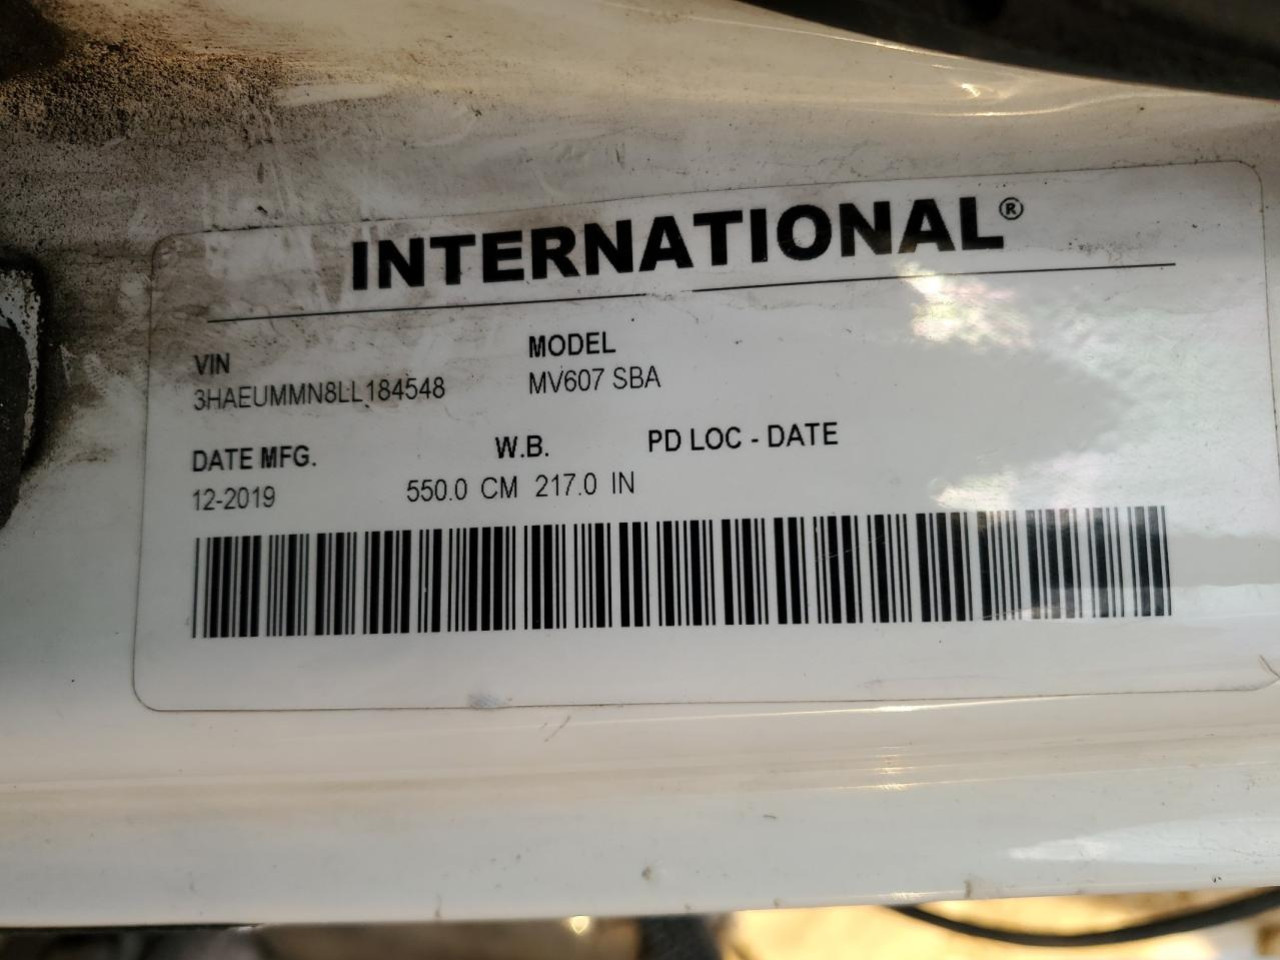 INTERNATIONAL®
VIN
3HAEUMMN8LL184548
MODEL
MV607 SBA
DATE MFG.
12-2019
W.B.
550.0 CM 217.0 IN
PD LOC - DATE